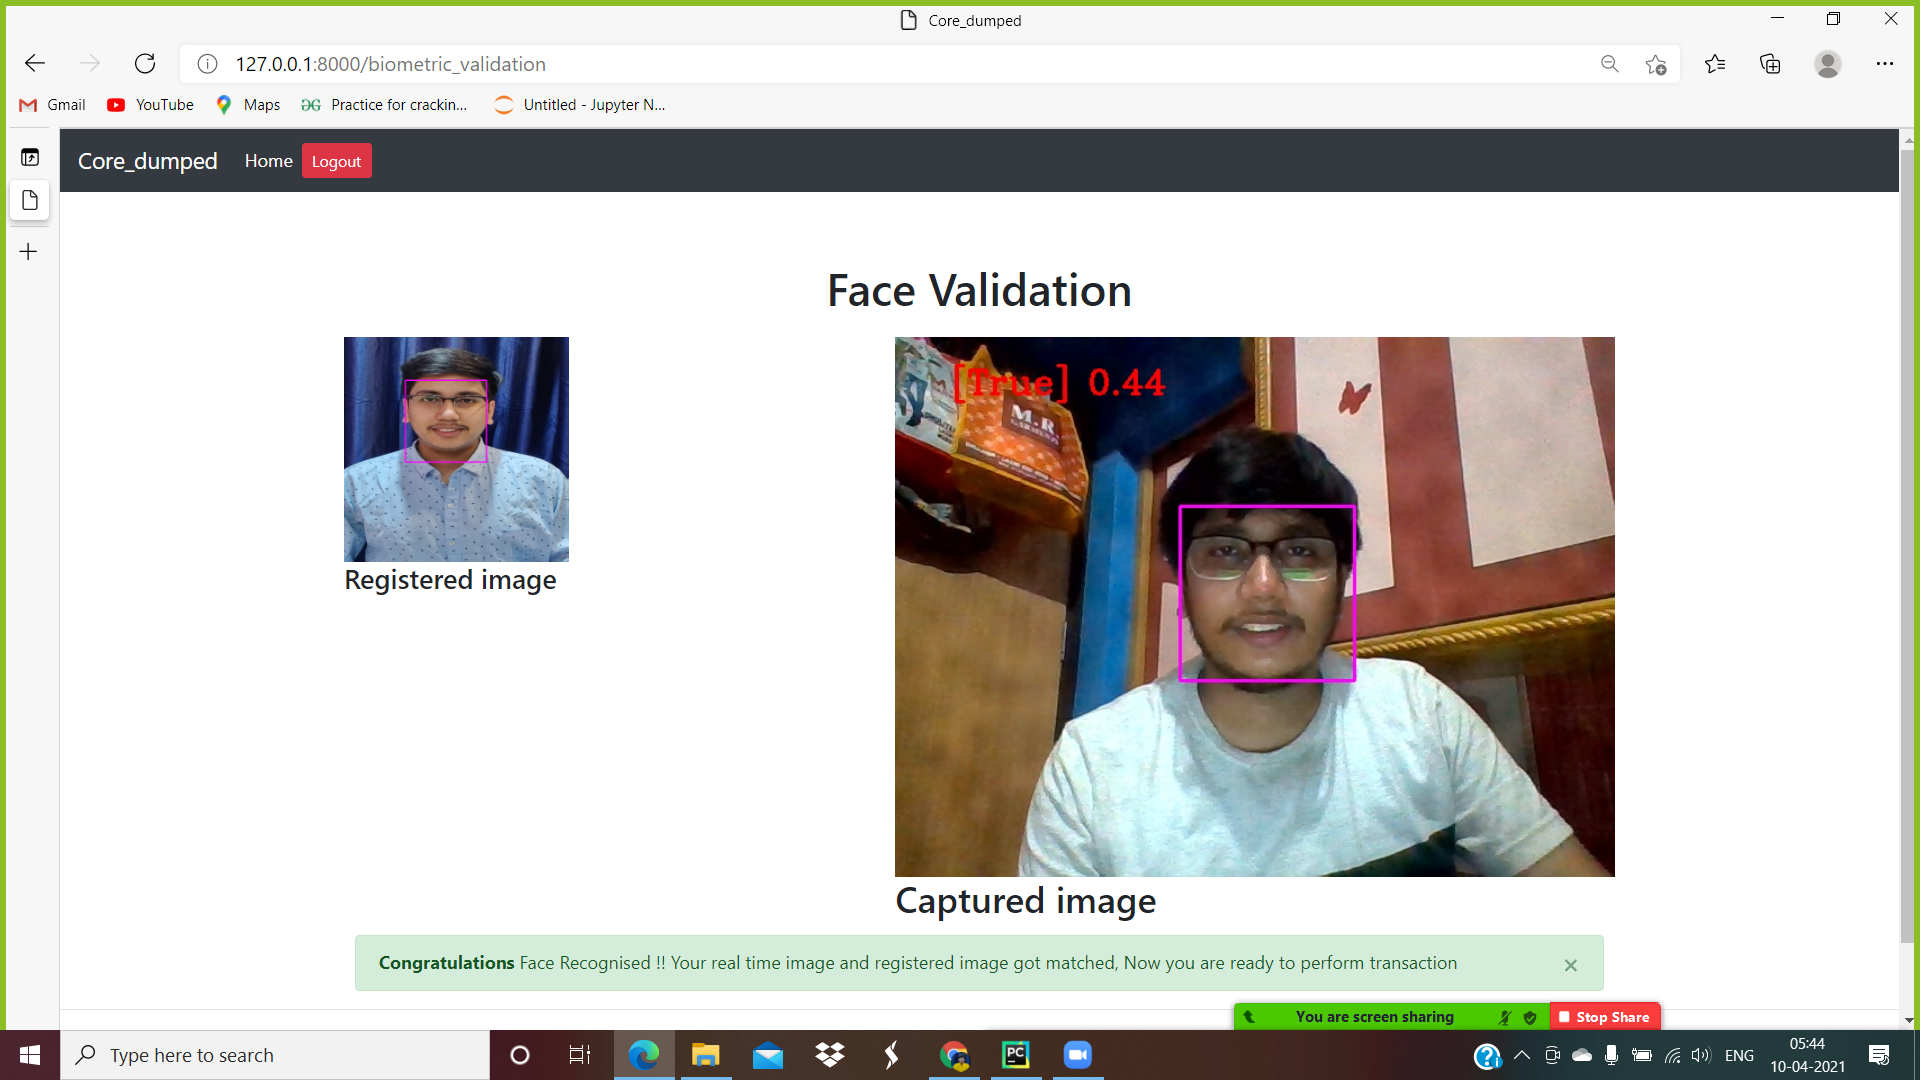 Core_dumped
127.0.0.1:8000/biometric_validation
Gmail YouTube Maps Practice for crackin... Untitled - Jupyter N...
Core_dumped Home Logout
Face Validation
[True] 0.44
M.R.
GARMENTS
Registered image
Captured image
Congratulations Face Recognised !! Your real time image and registered image got matched, Now you are ready to perform transaction ×
You are screen sharing Stop Share
Type here to search
PC
ENG
05:44
10-04-2021